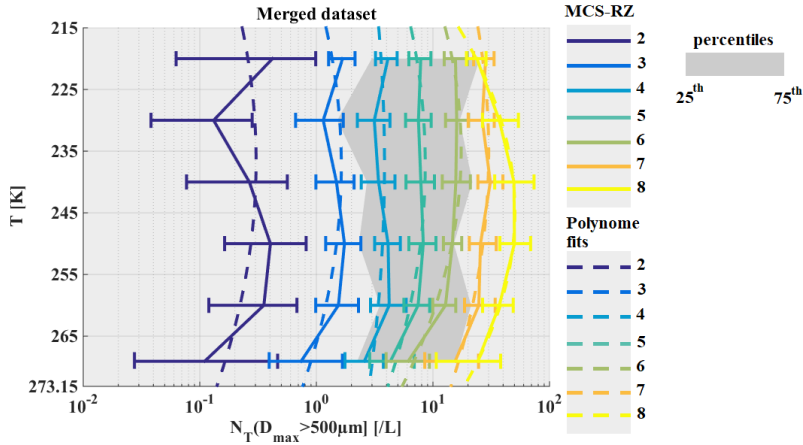 Merged dataset
MCS-RZ
215
225
235
245
255
265
273.15
T [K]
10^-2
10^-1
10^0
10^1
10^2
N_T(D_max>500µm) [/L]
2
3
4
5
6
7
8
Polynome
fits
2
3
4
5
6
7
8
percentiles
25^th
75^th